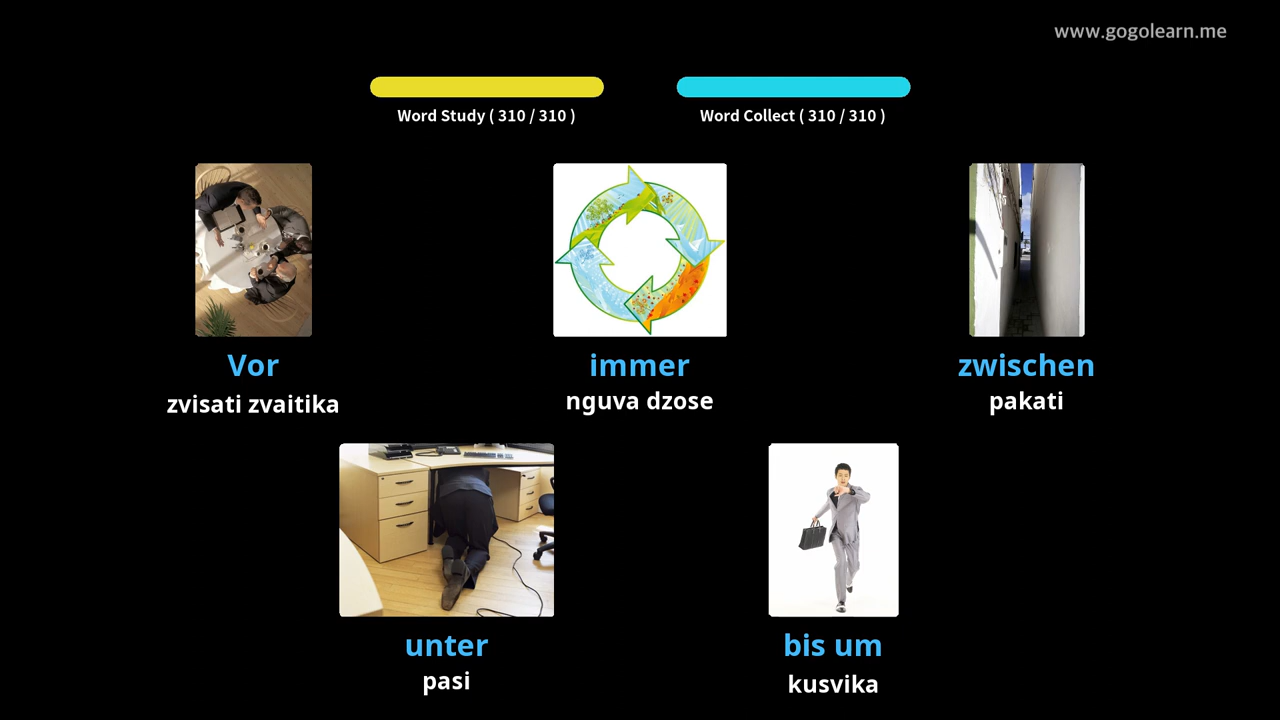 www.gogolearn.me
Word Study ( 310 / 310 )
Word Collect ( 310 / 310 )
Vor
zvisati zvaitika
immer
nguva dzose
zwischen
pakati
unter
pasi
bis um
kusvika